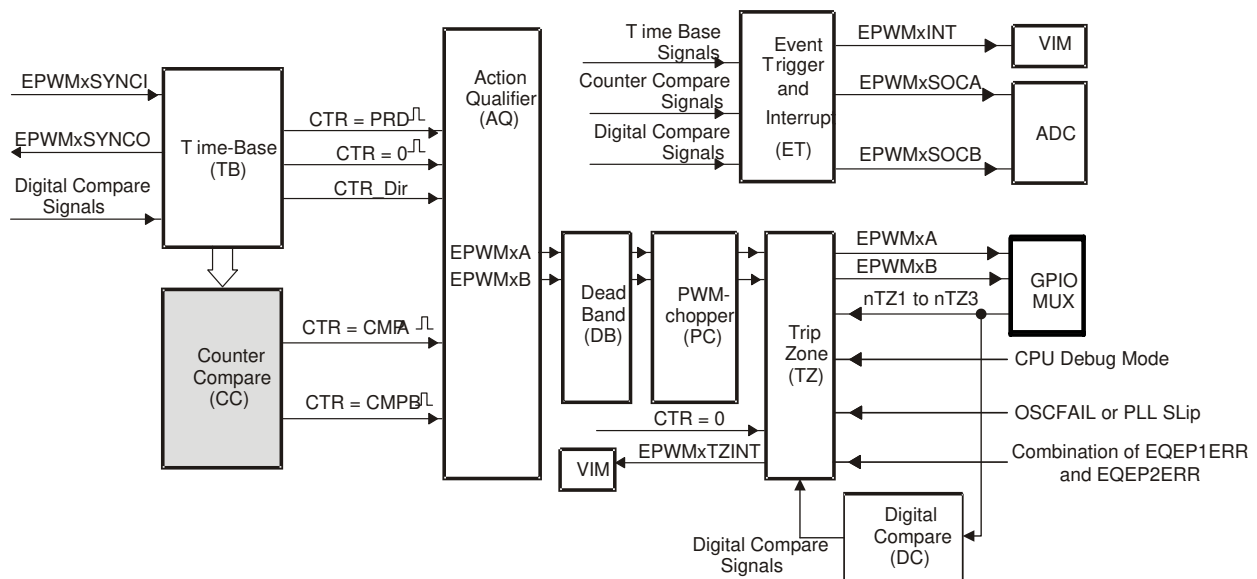 EPWMxSYNCI
EPWMxSYNCO
Digital Compare
Signals
Time-Base
(TB)
CTR = PRD
CTR = 0
CTR_Dir
Counter
Compare
(CC)
CTR = CMPA
CTR = CMPB
Action
Qualifier
(AQ)
EPWMxA
EPWMxB
Dead
Band
(DB)
PWM-
chopper
(PC)
Time Base
Signals
Counter Compare
Signals
Digital Compare
Signals
Event
Trigger
and
Interrupt
(ET)
EPWMxINT
EPWMxSOCA
EPWMxSOCB
VIM
ADC
Trip
Zone
(TZ)
EPWMxA
EPWMxB
nTZ1 to nTZ3
GPIO
MUX
CPU Debug Mode
OSCFAIL or PLL SLip
Combination of EQEP1ERR
and EQEP2ERR
CTR = 0
EPWMxTZINT
VIM
Digital Compare
Signals
Digital
Compare
(DC)